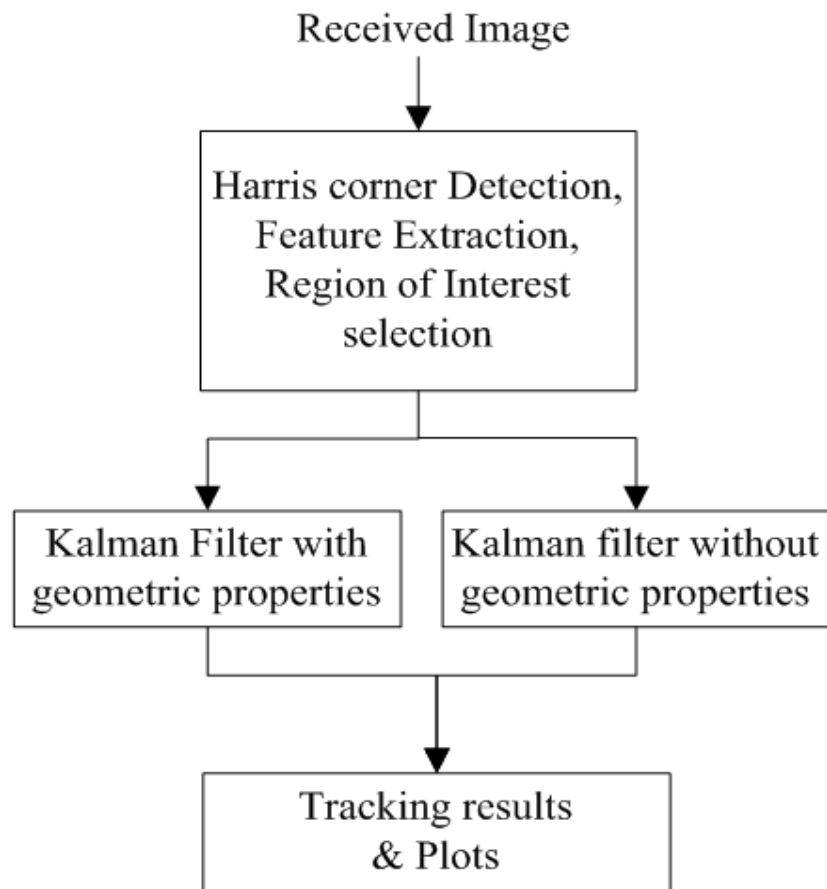 Received Image
Harris corner Detection,
Feature Extraction,
Region of Interest
selection
Kalman Filter with
geometric properties
Kalman filter without
geometric properties
Tracking results
& Plots